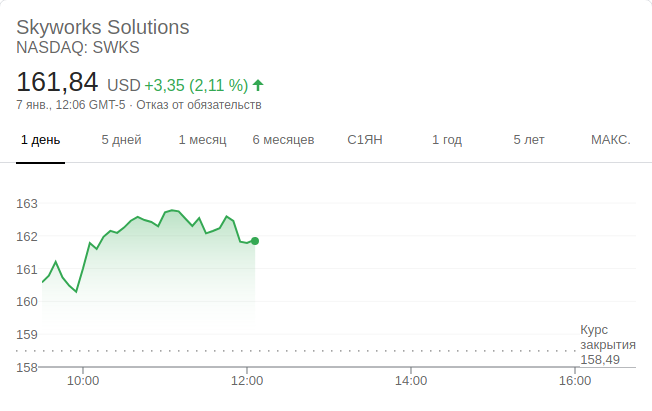 Skyworks Solutions
NASDAQ: SWKS
161,84 USD +3,35 (2,11 %)
7 янв., 12:06 GMT-5 · Отказ от обязательств
1 день 5 дней 1 месяц 6 месяцев С1ЯН 1 год 5 лет МАКС.
163
162
161
160
159
Курс
закрытия
158,49
158
10:00 12:00 14:00 16:00